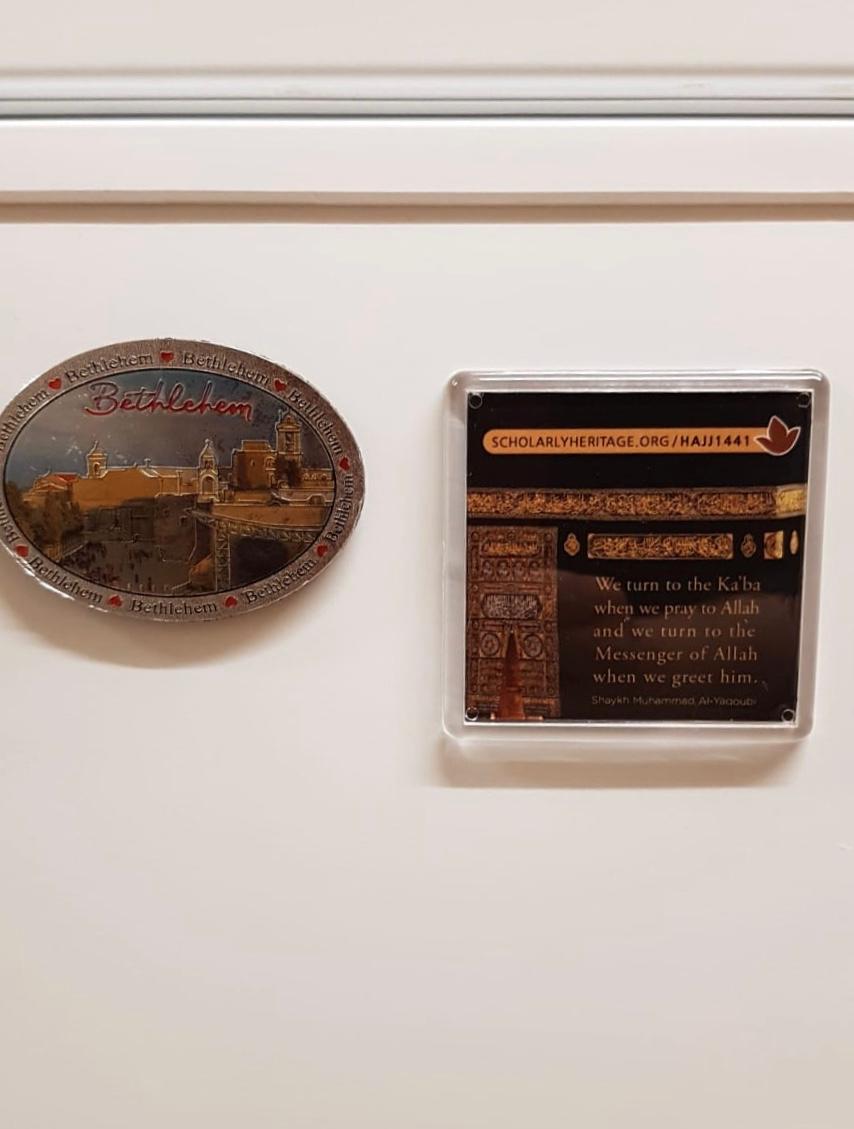 Bethlehem
Bethlehem ♥ Bethlehem ♥ Bethlehem ♥ Bethlehem ♥ Bethlehem ♥ Bethlehem ♥ Bethlehem ♥ Bethlehem ♥
SCHOLARLYHERITAGE.ORG/HAJJ1441
We turn to the Ka'ba
when we pray to Allah
and we turn to the
Messenger of Allah
when we greet him.
Shaykh Muhammad Al-Yaqoubi